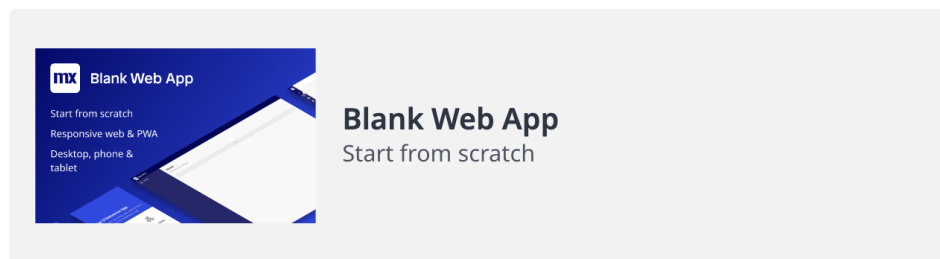 mx Blank Web App
Start from scratch
Responsive web & PWA
Desktop, phone &
tablet
Blank Web App
Start from scratch